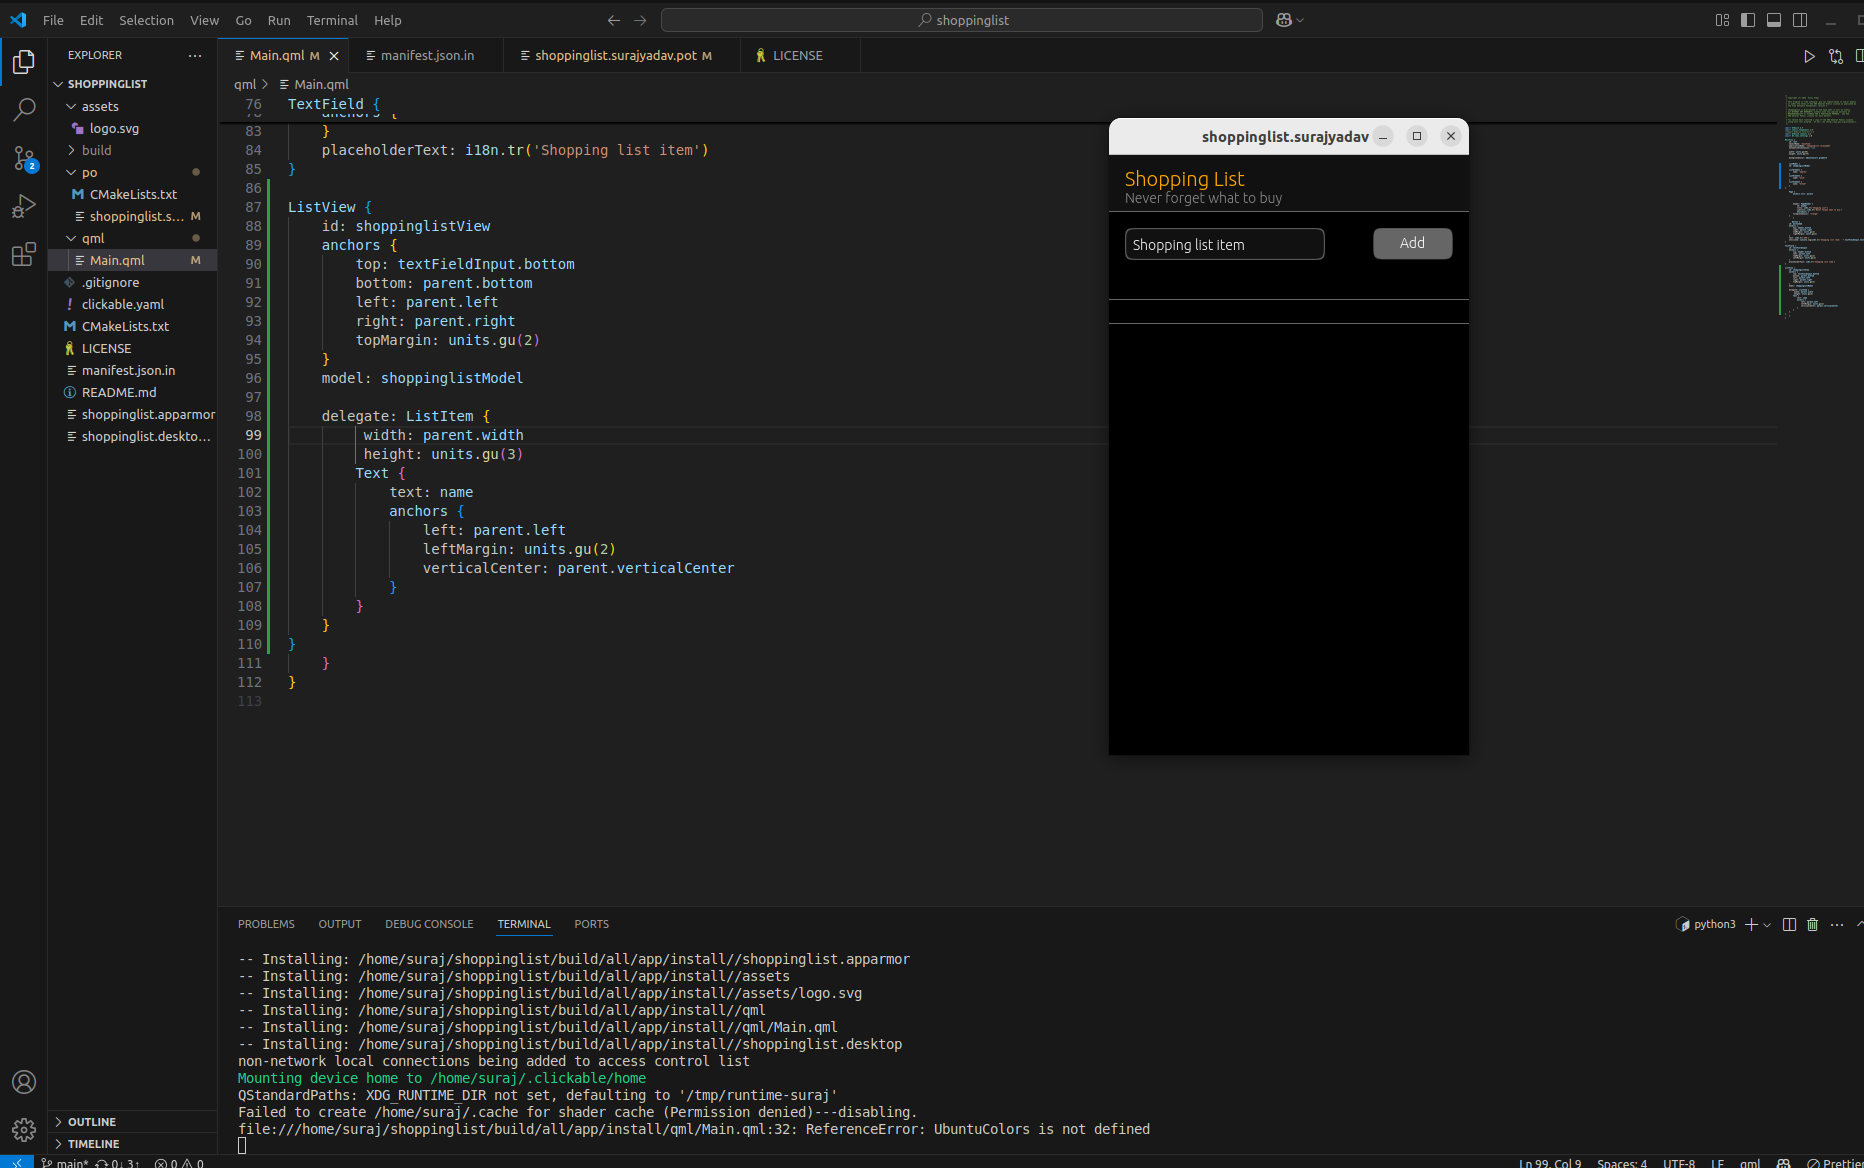 File Edit Selection View Go Run Terminal Help
shoppinglist
EXPLORER
SHOPPINGLIST
assets
logo.svg
build
po
CMakeLists.txt
shoppinglist.s... M
qml
Main.qml M
.gitignore
clickable.yaml
CMakeLists.txt
LICENSE
manifest.json.in
README.md
shoppinglist.apparmor
shoppinglist.deskto...
OUTLINE
TIMELINE
2
Main.qml M
manifest.json.in
shoppinglist.surajyadav.pot M
LICENSE
qml > Main.qml
76 TextField {
83 }
84 placeholderText: i18n.tr('Shopping list item')
85 }
86
87 ListView {
88 id: shoppinglistView
89 anchors {
90 top: textFieldInput.bottom
91 bottom: parent.bottom
92 left: parent.left
93 right: parent.right
94 topMargin: units.gu(2)
95 }
96 model: shoppinglistModel
97
98 delegate: ListItem {
99 width: parent.width
100 height: units.gu(3)
101 Text {
102 text: name
103 anchors {
104 left: parent.left
105 leftMargin: units.gu(2)
106 verticalCenter: parent.verticalCenter
107 }
108 }
109 }
110 }
111 }
112 }
113
shoppinglist.surajyadav
Shopping List
Never forget what to buy
Shopping list item
Add
PROBLEMS OUTPUT DEBUG CONSOLE TERMINAL PORTS
python3
-- Installing: /home/suraj/shoppinglist/build/all/app/install//shoppinglist.apparmor
-- Installing: /home/suraj/shoppinglist/build/all/app/install//assets
-- Installing: /home/suraj/shoppinglist/build/all/app/install//assets/logo.svg
-- Installing: /home/suraj/shoppinglist/build/all/app/install//qml
-- Installing: /home/suraj/shoppinglist/build/all/app/install//qml/Main.qml
-- Installing: /home/suraj/shoppinglist/build/all/app/install//shoppinglist.desktop
non-network local connections being added to access control list
Mounting device home to /home/suraj/.clickable/home
QStandardPaths: XDG_RUNTIME_DIR not set, defaulting to '/tmp/runtime-suraj'
Failed to create /home/suraj/.cache for shader cache (Permission denied)---disabling.
file:///home/suraj/shoppinglist/build/all/app/install/qml/Main.qml:32: ReferenceError: UbuntuColors is not defined
main* 0↓ 3↑ 0 0
Ln 99, Col 9 Spaces: 4 UTF-8 LF qml Prettier